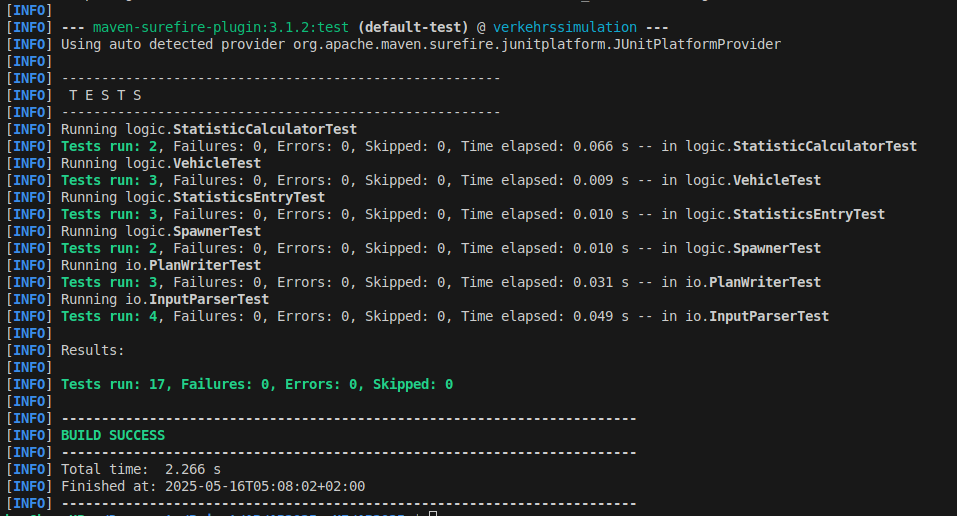 [INFO]
[INFO] --- maven-surefire-plugin:3.1.2:test (default-test) @ verkehrssimulation ---
[INFO] Using auto detected provider org.apache.maven.surefire.junitplatform.JUnitPlatformProvider
[INFO]
[INFO] -------------------------------------------------------
[INFO]  T E S T S
[INFO] -------------------------------------------------------
[INFO] Running logic.StatisticCalculatorTest
[INFO] Tests run: 2, Failures: 0, Errors: 0, Skipped: 0, Time elapsed: 0.066 s -- in logic.StatisticCalculatorTest
[INFO] Running logic.VehicleTest
[INFO] Tests run: 3, Failures: 0, Errors: 0, Skipped: 0, Time elapsed: 0.009 s -- in logic.VehicleTest
[INFO] Running logic.StatisticsEntryTest
[INFO] Tests run: 3, Failures: 0, Errors: 0, Skipped: 0, Time elapsed: 0.010 s -- in logic.StatisticsEntryTest
[INFO] Running logic.SpawnerTest
[INFO] Tests run: 2, Failures: 0, Errors: 0, Skipped: 0, Time elapsed: 0.010 s -- in logic.SpawnerTest
[INFO] Running io.PlanWriterTest
[INFO] Tests run: 3, Failures: 0, Errors: 0, Skipped: 0, Time elapsed: 0.031 s -- in io.PlanWriterTest
[INFO] Running io.InputParserTest
[INFO] Tests run: 4, Failures: 0, Errors: 0, Skipped: 0, Time elapsed: 0.049 s -- in io.InputParserTest
[INFO]
[INFO] Results:
[INFO]
[INFO] Tests run: 17, Failures: 0, Errors: 0, Skipped: 0
[INFO]
[INFO] ------------------------------------------------------------------------
[INFO] BUILD SUCCESS
[INFO] ------------------------------------------------------------------------
[INFO] Total time:  2.266 s
[INFO] Finished at: 2025-05-16T05:08:02+02:00
[INFO] ------------------------------------------------------------------------